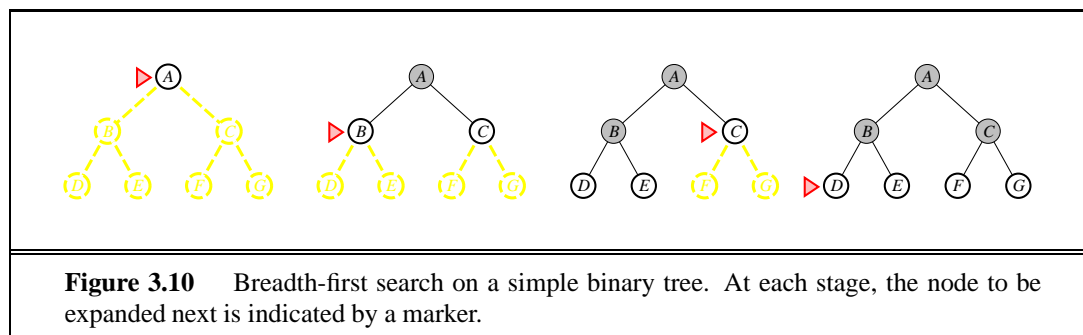 A A A A
B C B C B C B C
D E F G D E F G D E F G D E F G
Figure 3.10 Breadth-first search on a simple binary tree. At each stage, the node to be
expanded next is indicated by a marker.